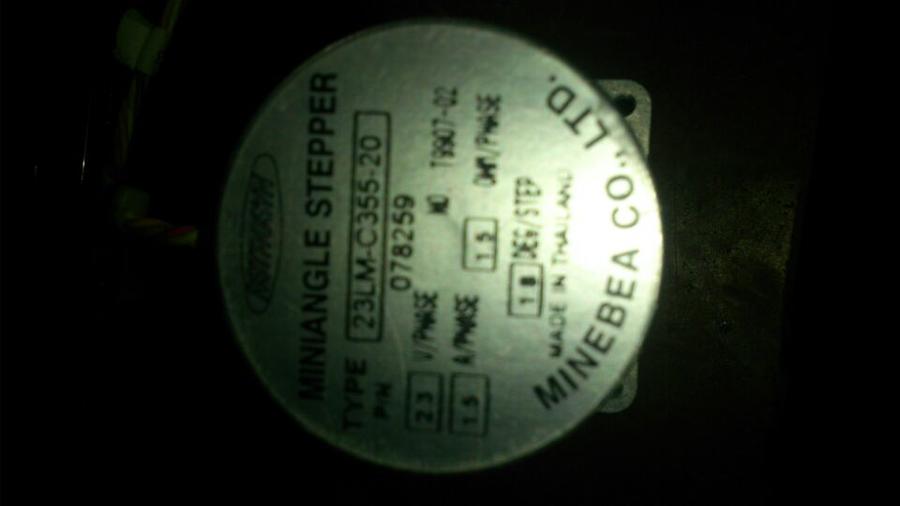 MINIANGLE STEPPER
TYPE 23LM-C355-20
P/N 078259
2.3 V/PHASE NO. T9907-02
1.5 A/PHASE 1.5 OHM/PHASE
1.8 DEG/STEP
MADE IN THAILAND
MINEBEA CO., LTD.